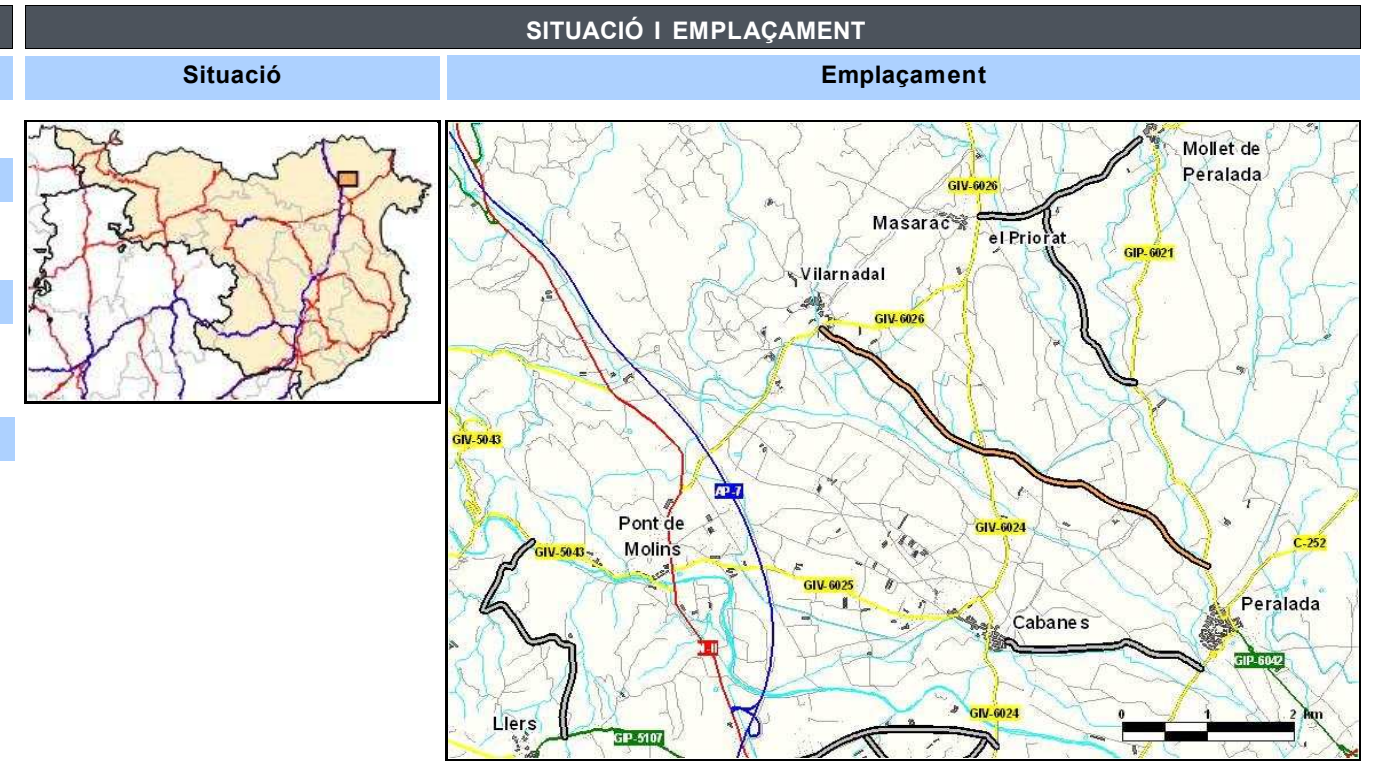 SITUACIÓ I EMPLAÇAMENT
Situació
Emplaçament
Mollet de
Peralada
GIV-6026
Masarac
el Priorat
GIP-6021
Vilarnadal
GIV-6026
GIV-5043
AP-7
Pont de
Molins
GIV-6024
C-252
GIV-5043
GIV-6025
Peralada
Cabanes
N-II
GIP-6042
Llers
GIV-6024
GIP-5107
0 1 2 km